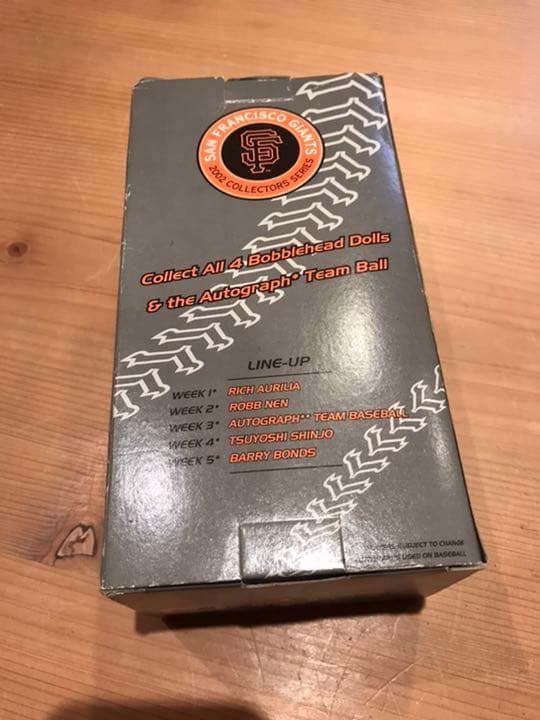 SAN FRANCISCO GIANTS
SF
2002 COLLECTORS SERIES
Collect All 4 Bobblehead Dolls
& the Autograph* Team Ball
LINE-UP
WEEK 1* RICH AURILIA
WEEK 2* ROBB NEN
WEEK 3* AUTOGRAPH** TEAM BASEBALL
WEEK 4* TSUYOSHI SHINJO
WEEK 5* BARRY BONDS
SUBJECT TO CHANGE
USED ON BASEBALL